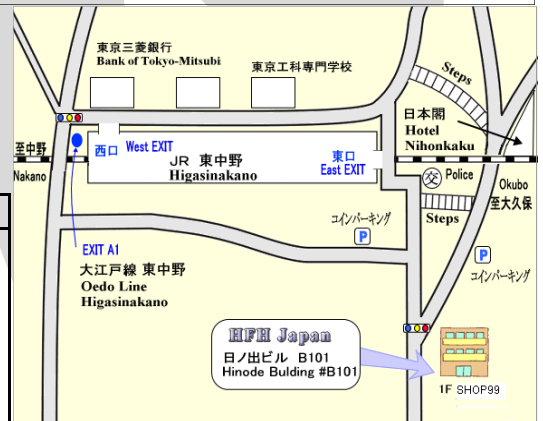 東京三菱銀行
Bank of Tokyo-Mitsubi
東京工科専門学校
Steps
日本閣
Hotel
Nihonkaku
至中野
Nakano
西口 West EXIT
JR 東中野
Higasinakano
東口
East EXIT
交 Police
Okubo
至大久保
Steps
コインパーキング
P
EXIT A1
大江戸線 東中野
Oedo Line
Higasinakano
P
コインパーキング
HFH Japan
日ノ出ビル B101
Hinode Bulding #B101
1F SHOP99